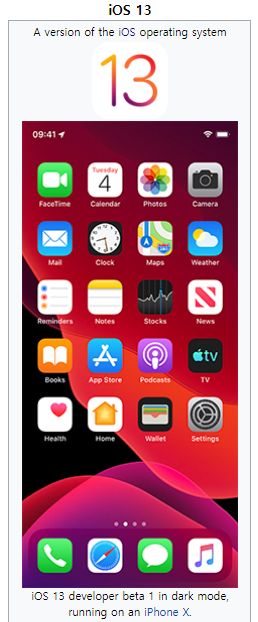 iOS 13
A version of the iOS operating system
13
09:41
FaceTime
Tuesday
4
Calendar
Photos
Camera
Mail
Clock
Maps
Weather
Reminders
Notes
Stocks
News
Books
App Store
Podcasts
tv
TV
Health
Home
Wallet
Settings
iOS 13 developer beta 1 in dark mode,
running on an iPhone X.